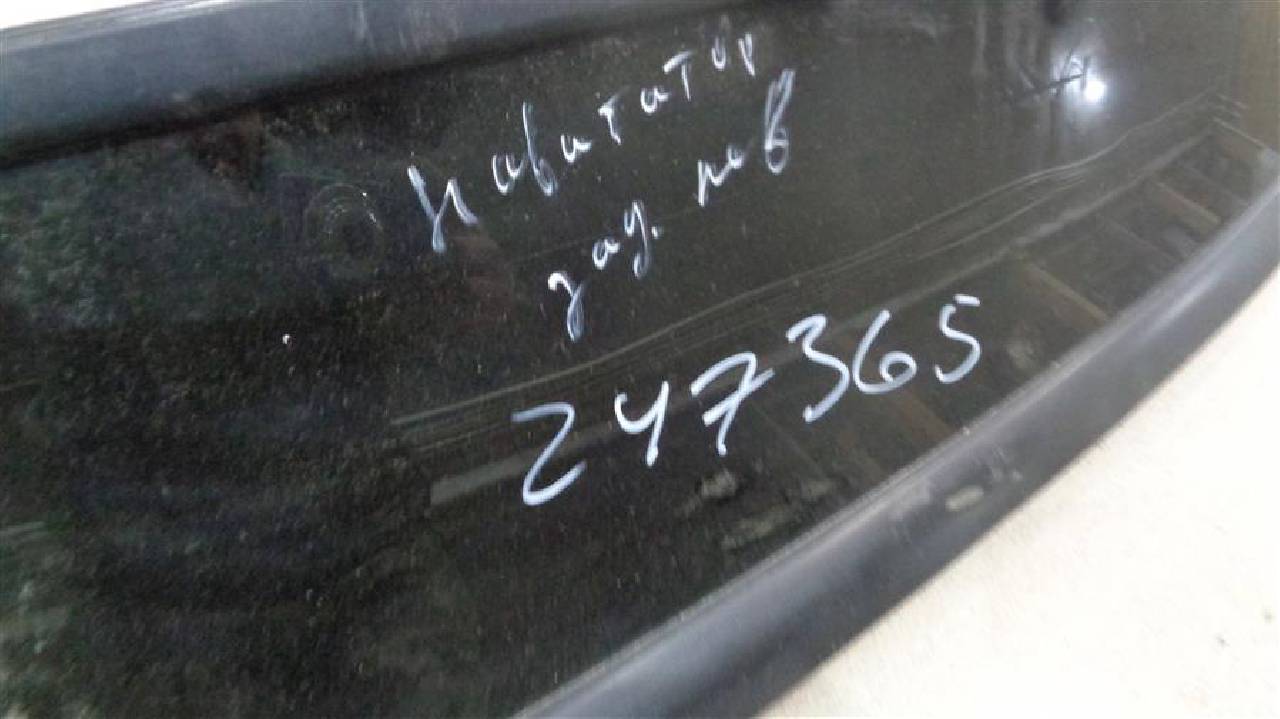 навигатор
зад. лев
247365